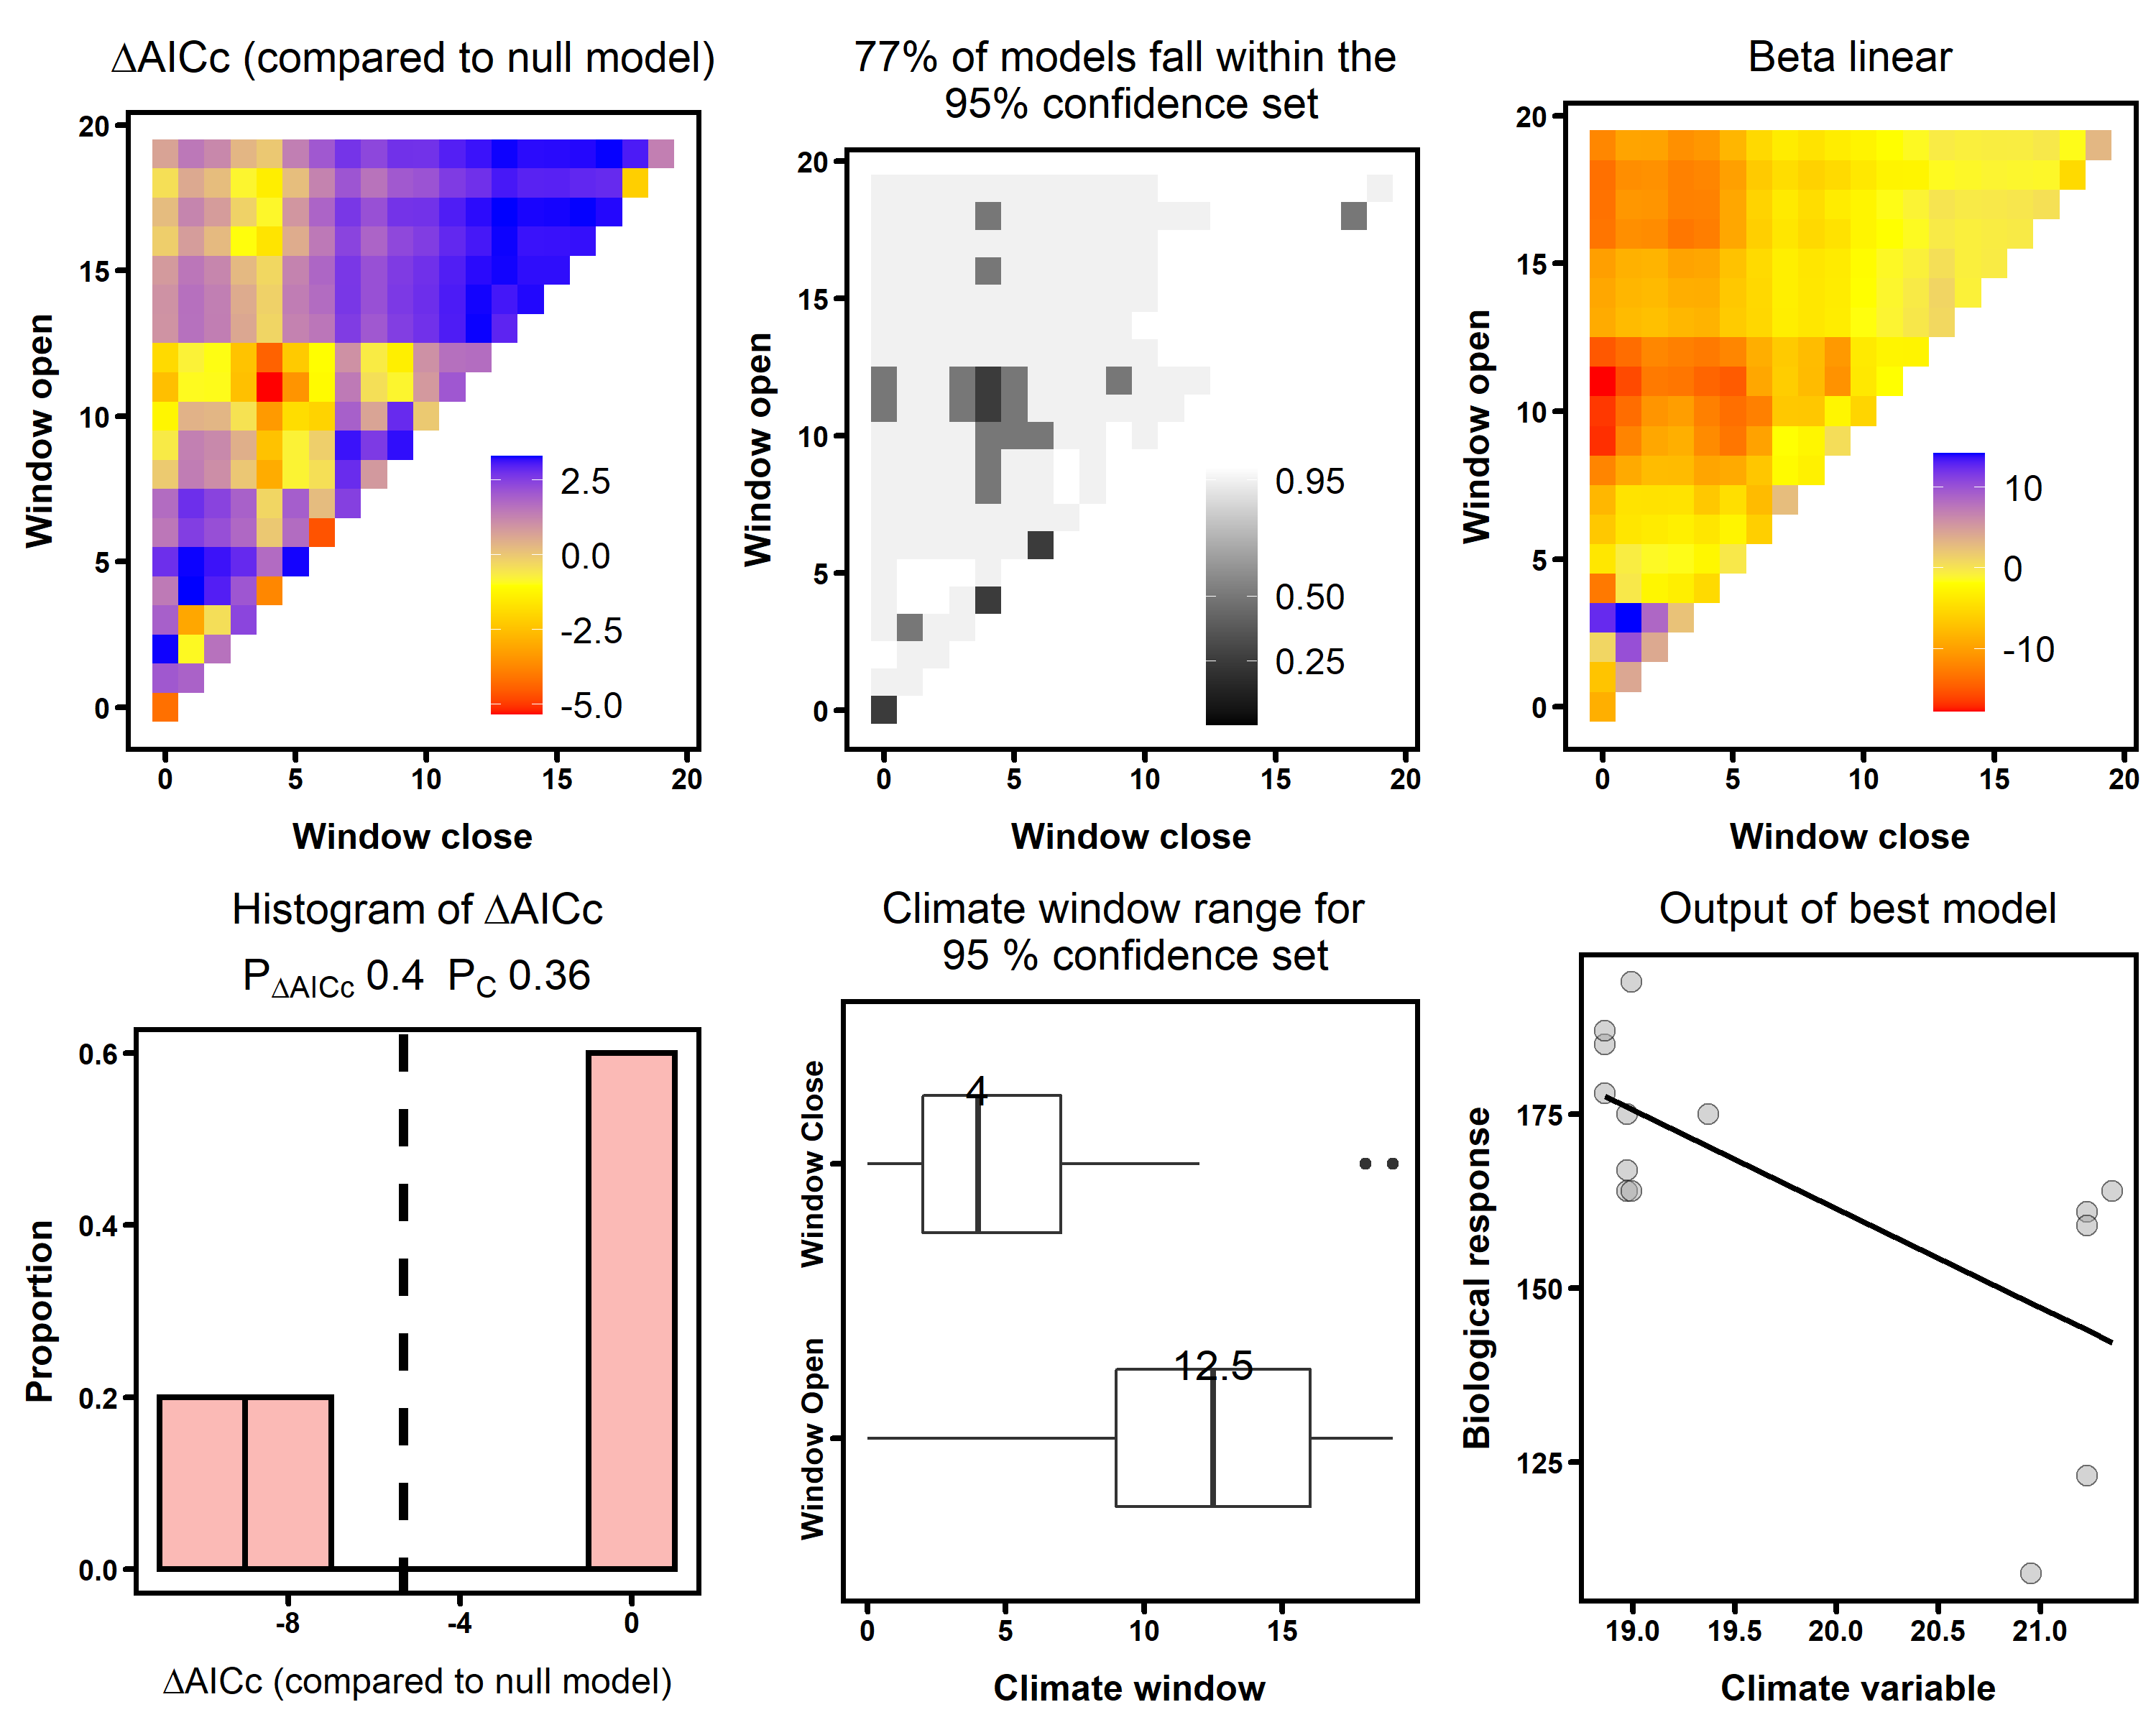 ΔAICc (compared to null model)
20
15
10
5
0
Window open
2.5
0.0
-2.5
-5.0
0 5 10 15 20
Window close
77% of models fall within the
95% confidence set
20
15
10
5
0
Window open
0.95
0.50
0.25
0 5 10 15 20
Window close
Beta linear
20
15
10
5
0
Window open
10
0
-10
0 5 10 15 20
Window close
Histogram of ΔAICc
PΔAICc 0.4 PC 0.36
0.6
0.4
0.2
0.0
Proportion
-8 -4 0
ΔAICc (compared to null model)
Climate window range for
95 % confidence set
Window Close
4
Window Open
12.5
0 5 10 15
Climate window
Output of best model
175
150
125
Biological response
19.0 19.5 20.0 20.5 21.0
Climate variable